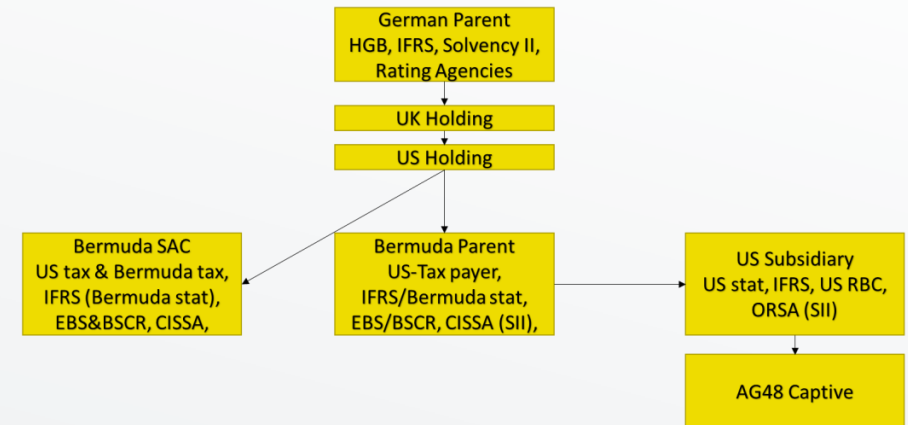 German Parent
HGB, IFRS, Solvency II,
Rating Agencies
UK Holding
US Holding
Bermuda SAC
US tax & Bermuda tax,
IFRS (Bermuda stat),
EBS&BSCR, CISSA,
Bermuda Parent
US-Tax payer,
IFRS/Bermuda stat,
EBS/BSCR, CISSA (SII),
US Subsidiary
US stat, IFRS, US RBC,
ORSA (SII)
AG48 Captive